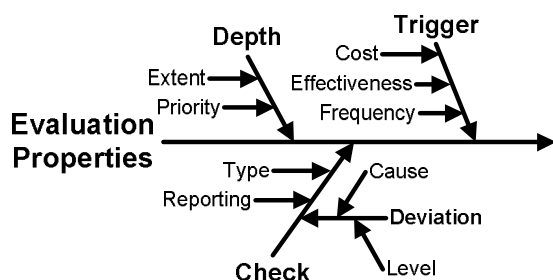 Trigger
Depth
Cost
Extent
Effectiveness
Priority
Frequency
Evaluation
Properties
Type
Cause
Reporting
Deviation
Check
Level